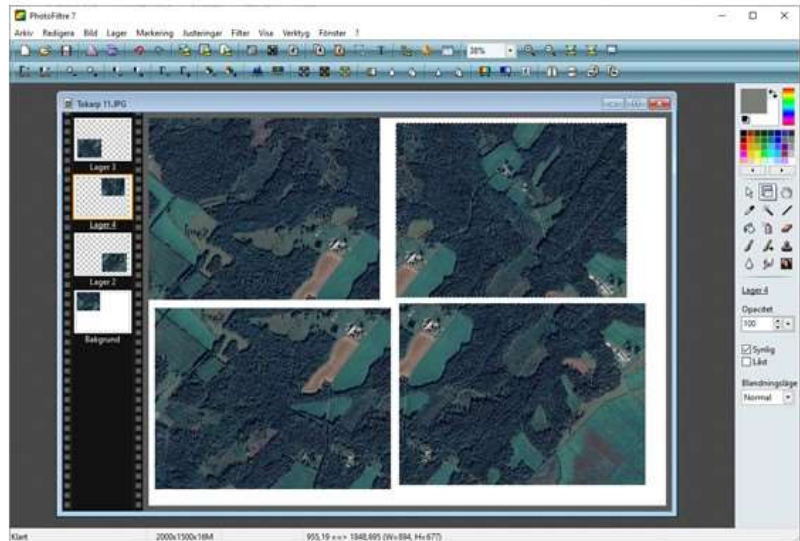 PhotoFiltre 7
Arkiv Redigera Bild Lager Markering Justeringar Filter Visa Verktyg Fönster ?
38%
Tokarp 11.JPG
Lager 3
Lager 4
Lager 2
Bakgrund
Lager 4
Opacitet
100
Synlig
Låst
Blandningsläge
Normal
Klart 2000x1500x16M 955,19 ==> 1848,695 (W=894, H=677)